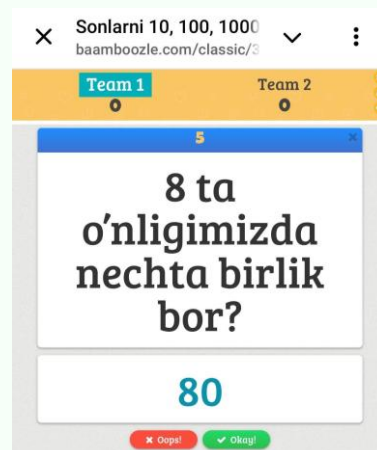 Sonlarni 10, 100, 1000
baamboozle.com/classic/3
Team 1
Team 2
0
0
5
8 ta
o'nligimizda
nechta birlik
bor?
80
Oops!
Okay!